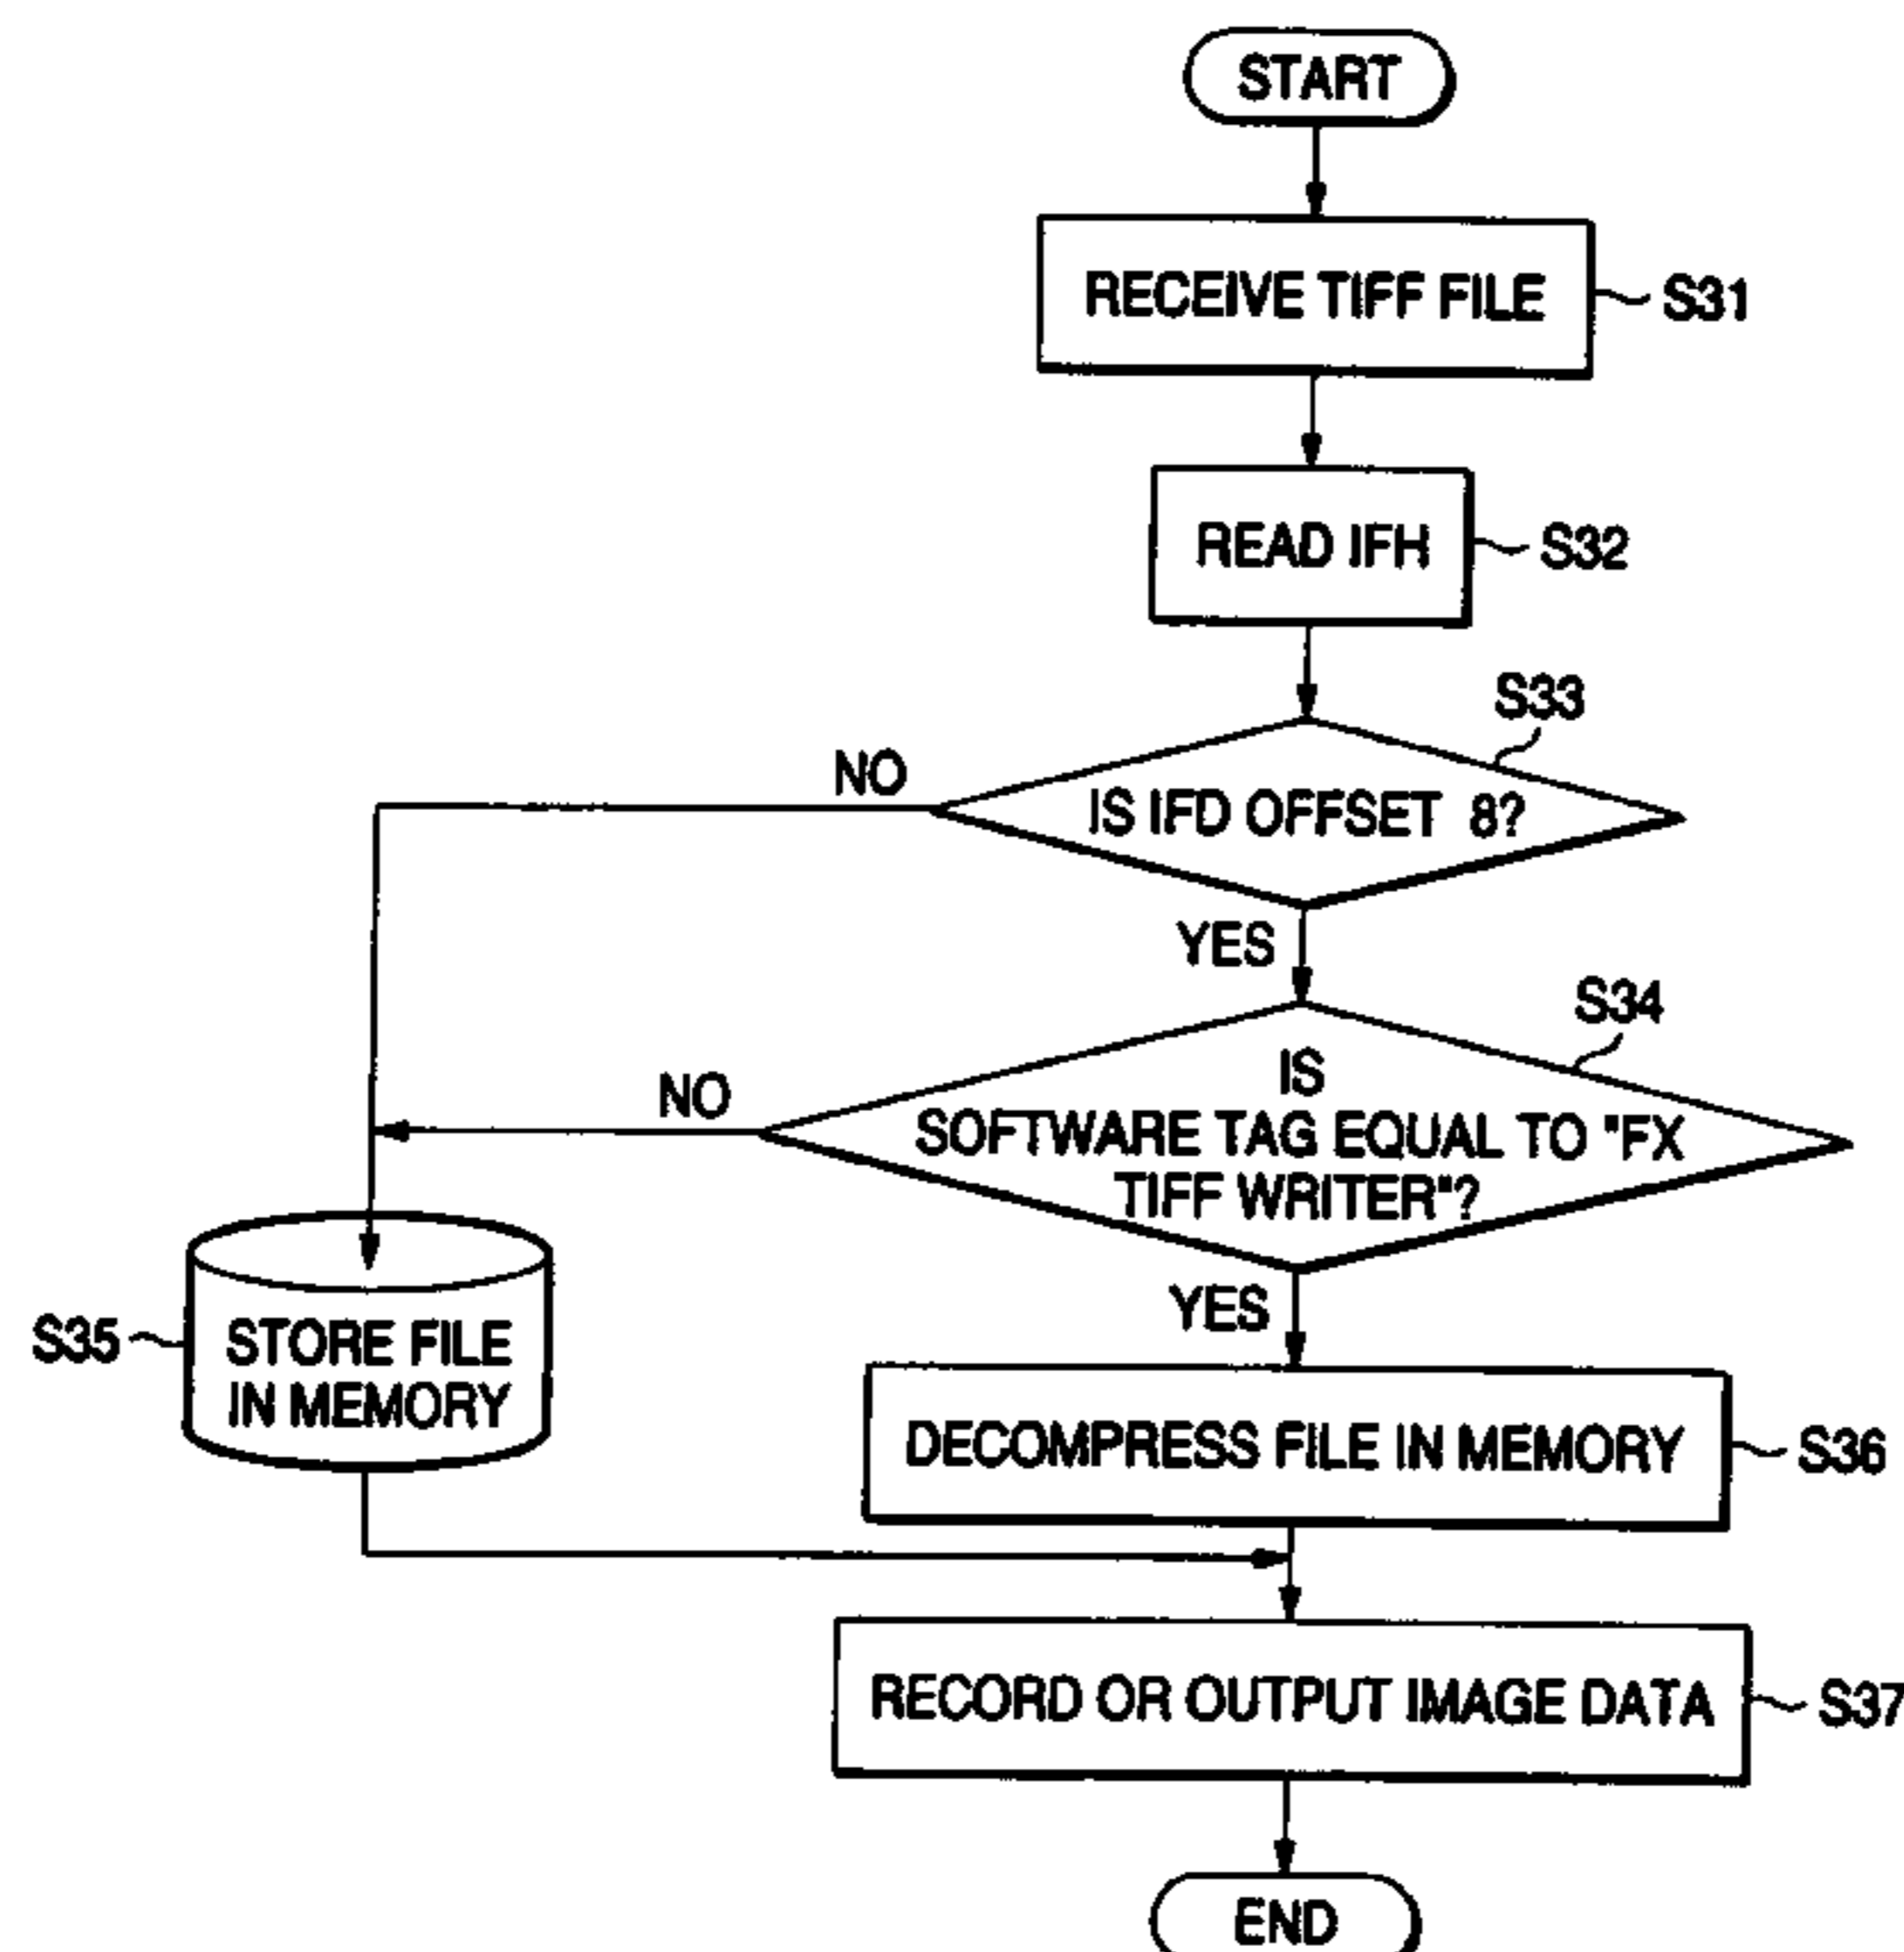 START
RECEIVE TIFF FILE
S31
READ IFH
S32
S33
NO
IS IFD OFFSET 8?
YES
S34
NO
IS
SOFTWARE TAG EQUAL TO "FX
TIFF WRITER"?
YES
S35
STORE FILE
IN MEMORY
DECOMPRESS FILE IN MEMORY
S36
RECORD OR OUTPUT IMAGE DATA
S37
END